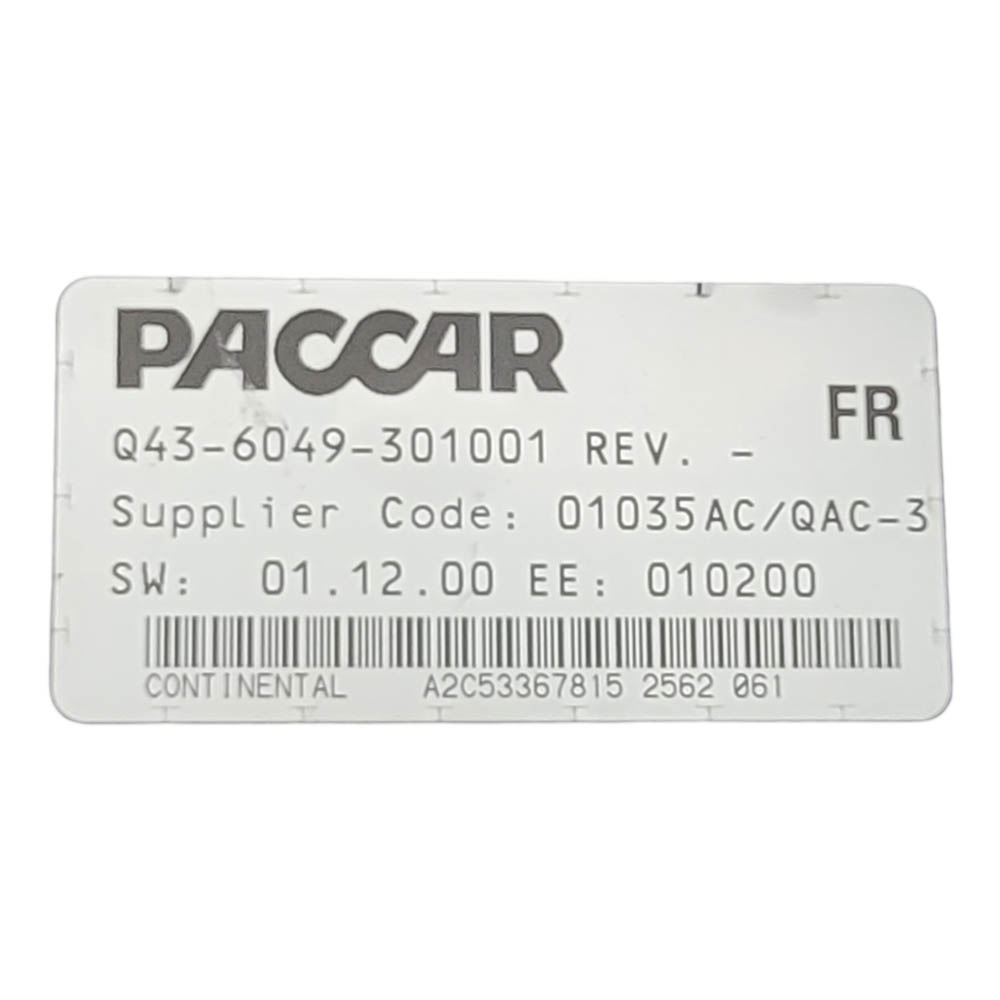 PACCAR
FR
Q43-6049-301001 REV. -
Supplier Code: 01035AC/QAC-3
SW: 01.12.00 EE: 010200
CONTINENTAL A2C53367815 2562 061